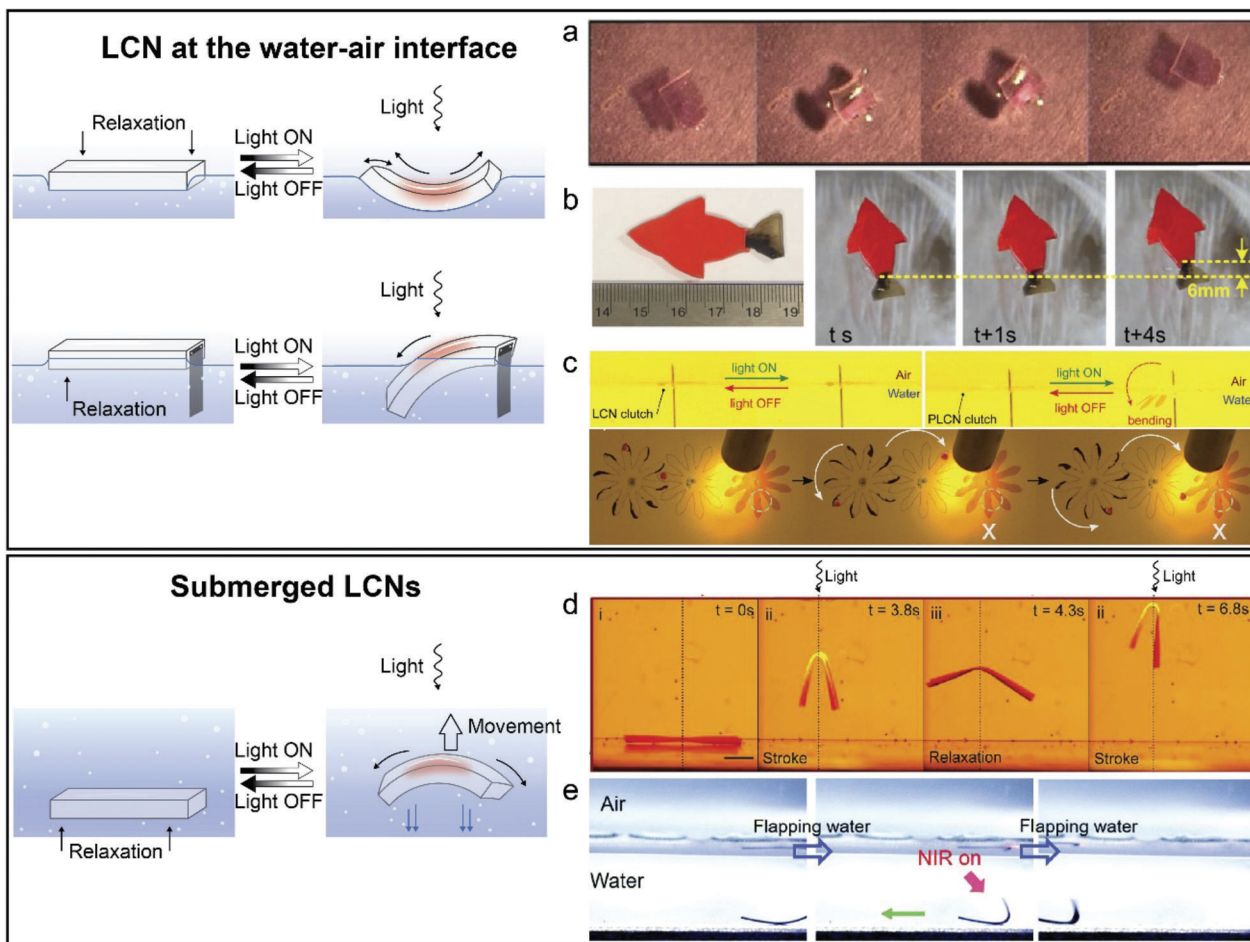 LCN at the water-air interface
Relaxation
Light ON
Light OFF
Light
Light
Light ON
Light OFF
Relaxation
a
b
14 15 16 17 18 19
t s
t+1s
t+4s
6mm
c
LCN clutch
light ON
light OFF
Air
Water
PLCN clutch
light ON
light OFF
bending
Air
Water
X
X
Submerged LCNs
Light
Movement
Light ON
Light OFF
Relaxation
Light
Light
d
i
t = 0s
ii
t = 3.8s
Stroke
iii
t = 4.3s
Relaxation
ii
t = 6.8s
Stroke
e
Air
Flapping water
Flapping water
NIR on
Water